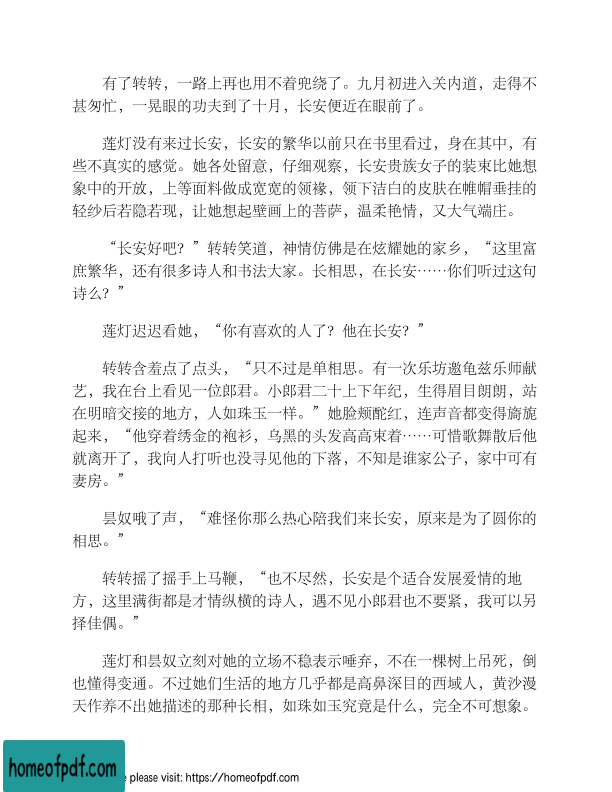 有了转转，一路上再也用不着兜绕了。九月初进入关内道，走得不
甚匆忙，一晃眼的功夫到了十月，长安便近在眼前了。
莲灯没有来过长安，长安的繁华以前只在书里看过，身在其中，有
些不真实的感觉。她各处留意，仔细观察，长安贵族女子的装束比她想
象中的开放，上等面料做成宽宽的领褖，领下洁白的皮肤在帷帽垂挂的
轻纱后若隐若现，让她想起壁画上的菩萨，温柔艳情，又大气端庄。
“长安好吧？”转转笑道，神情仿佛是在炫耀她的家乡，“这里富
庶繁华，还有很多诗人和书法大家。长相思，在长安……你们听过这句
诗么？”
莲灯迟迟看她，“你有喜欢的人了？他在长安？”
转转含羞点了点头，“只不过是单相思。有一次乐坊邀龟兹乐师献
艺，我在台上看见一位郎君。小郎君二十上下年纪，生得眉目朗朗，站
在明暗交接的地方，人如珠玉一样。”她脸颊酡红，连声音都变得旖旎
起来，“他穿着绣金的袍衫，乌黑的头发高高束着……可惜歌舞散后他
就离开了，我向人打听也没寻见他的下落，不知是谁家公子，家中可有
妻房。”
昙奴哦了声，“难怪你那么热心陪我们来长安，原来是为了圆你的
相思。”
转转摇了摇手上马鞭，“也不尽然，长安是个适合发展爱情的地
方，这里满街都是才情纵横的诗人，遇不见小郎君也不要紧，我可以另
择佳偶。”
莲灯和昙奴立刻对她的立场不稳表示唾弃，不在一棵树上吊死，倒
也懂得变通。不过她们生活的地方几乎都是高鼻深目的西域人，黄沙漫
天作养不出她描述的那种长相，如珠如玉究竟是什么，完全不可想象。
homeofpdf.com
e please visit: https://homeofpdf.com